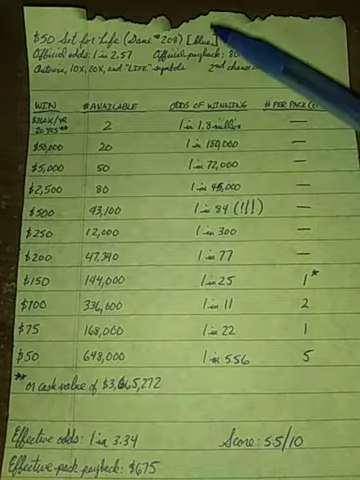 $50 Set for Life (Game #208) [Blue]
Official odds: 1 in 2.57 Official payback: 80
Autowin, 10X, 20X, and "LIFE" symbols 2nd chance
WIN #AVAILABLE ODDS OF WINNING #PER PACK
$200K/YR 20 YRS** 2 1 in 1.8 million —
$50,000 20 1 in 180,000 —
$5,000 50 1 in 72,000 —
$2,500 80 1 in 45,000 —
$500 43,100 1 in 84 (!!!) —
$250 12,000 1 in 300 —
$200 47,340 1 in 77 —
$150 144,000 1 in 25 1*
$100 336,000 1 in 11 2
$75 168,000 1 in 22 1
$50 648,000 1 in 5.56 5
**or cash value of $3,665,272
Effective odds: 1 in 3.34 Score: 5.5/10
Effective pack payback: $675